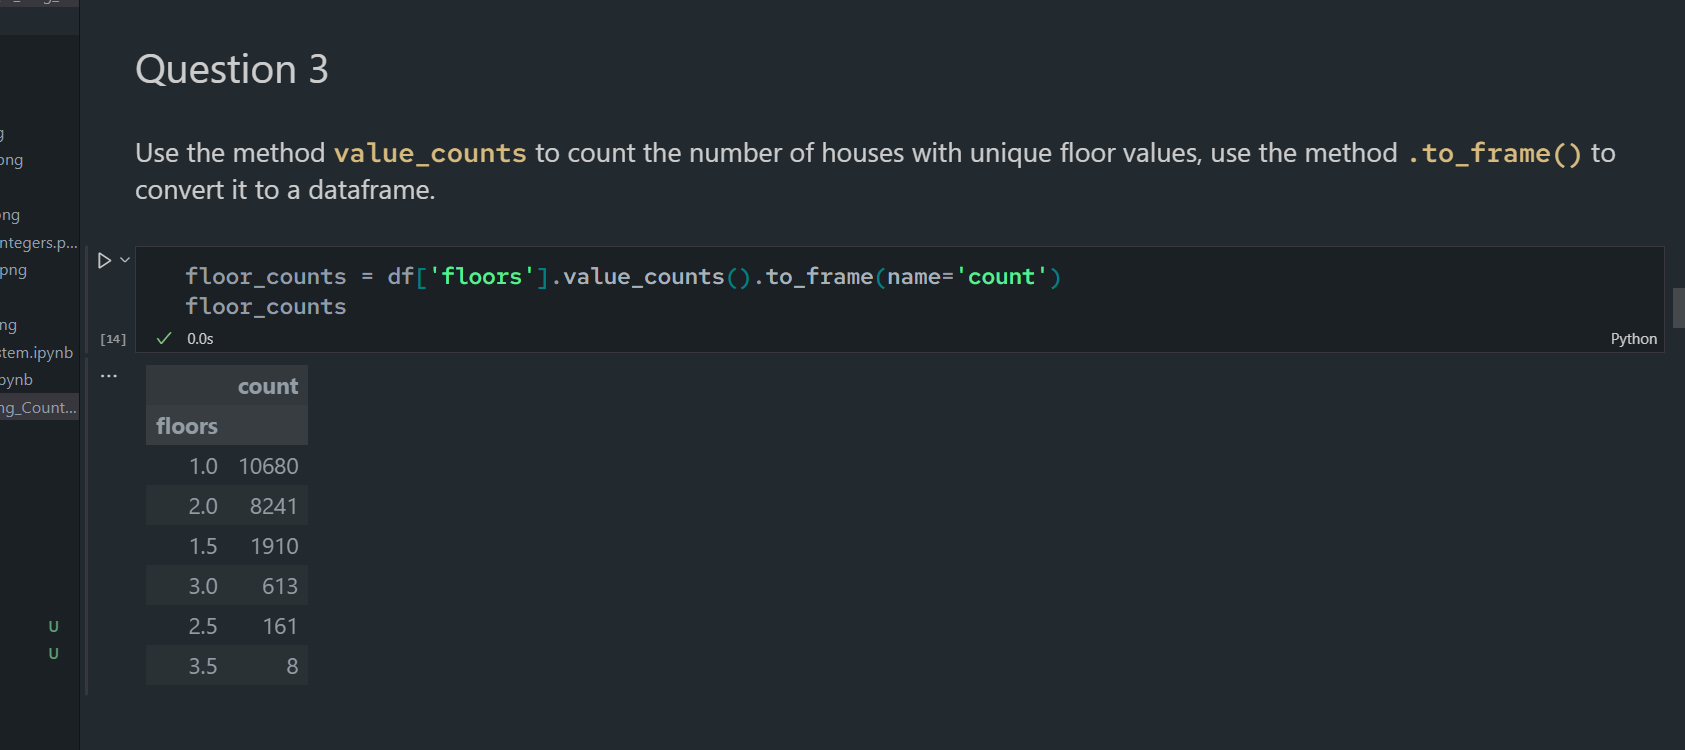 Question 3
Use the method value_counts to count the number of houses with unique floor values, use the method .to_frame() to
convert it to a dataframe.
floor_counts = df['floors'].value_counts().to_frame(name='count')
floor_counts
[14] 0.0s Python
...
count
floors
1.0 10680
2.0 8241
1.5 1910
3.0 613
2.5 161
3.5 8
png
png
ntegers.p...
png
ng
stem.ipynb
pynb
ng_Count...
U
U